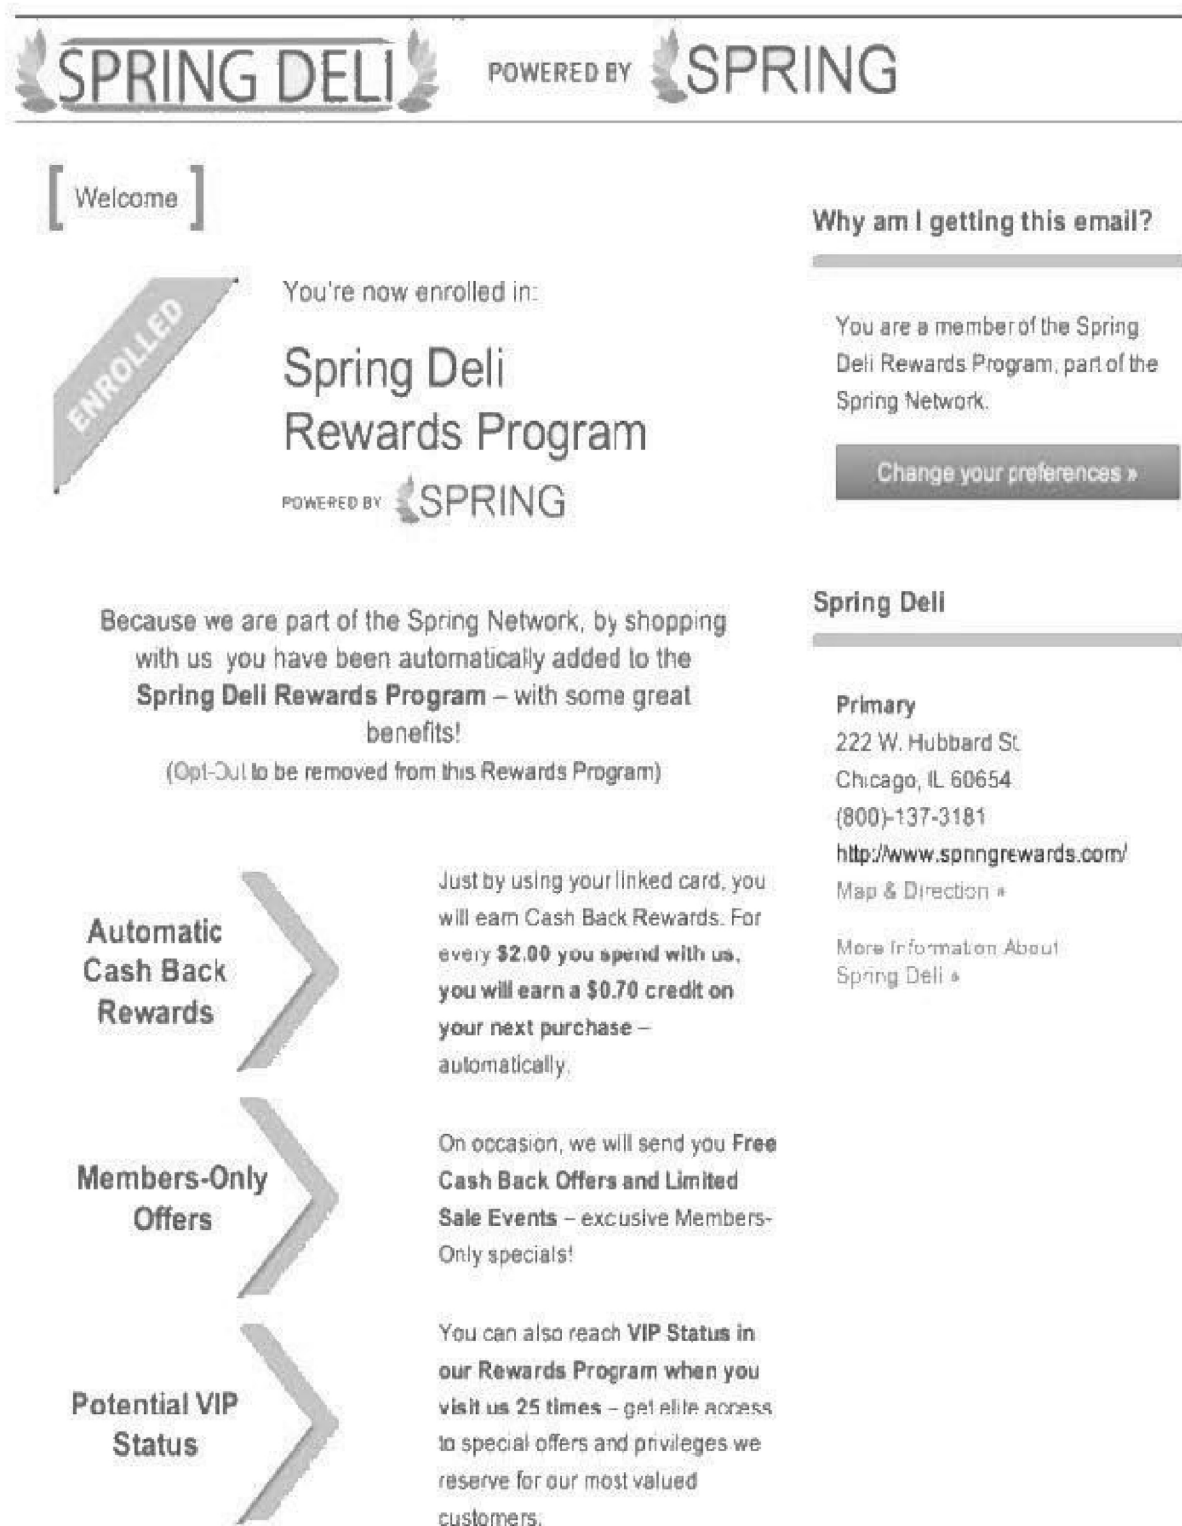 SPRING DELI
POWERED BY SPRING
[ Welcome ]
ENROLLED
You're now enrolled in:
Spring Deli
Rewards Program
POWERED BY SPRING
Because we are part of the Spring Network, by shopping
with us you have been automatically added to the
Spring Deli Rewards Program – with some great
benefits!
(Opt-Out to be removed from this Rewards Program)
Automatic
Cash Back
Rewards
Just by using your linked card, you
will earn Cash Back Rewards. For
every $2.00 you spend with us,
you will earn a $0.70 credit on
your next purchase –
automatically.
Members-Only
Offers
On occasion, we will send you Free
Cash Back Offers and Limited
Sale Events – excusive Members-
Only specials!
Potential VIP
Status
You can also reach VIP Status in
our Rewards Program when you
visit us 25 times – get elite access
to special offers and privileges we
reserve for our most valued
customers.
Why am I getting this email?
You are a member of the Spring
Deli Rewards Program, part of the
Spring Network.
Change your preferences »
Spring Deli
Primary
222 W. Hubbard St.
Chicago, IL 60654
(800)-137-3181
http://www.springrewards.com/
Map & Direction »
More Information About
Spring Deli »